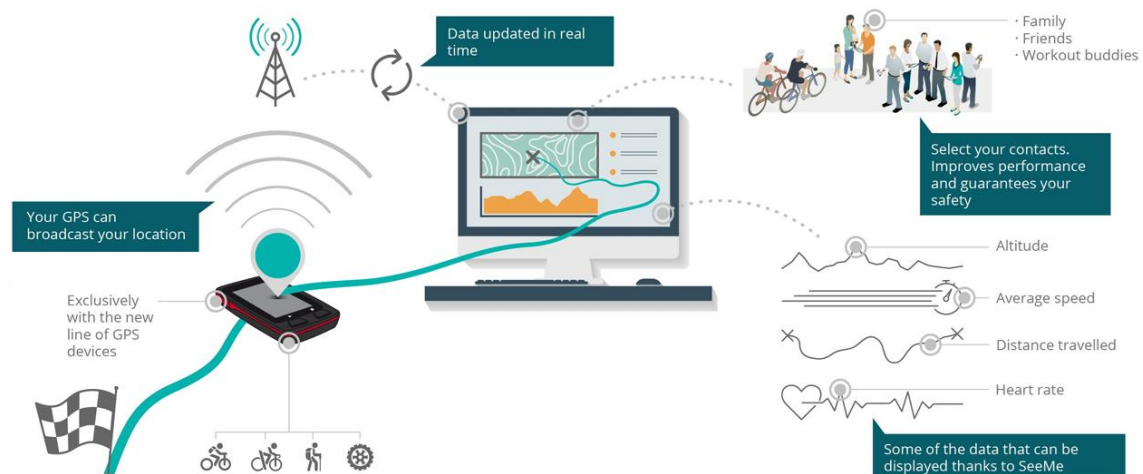 Data updated in real
time
· Family
· Friends
· Workout buddies
Select your contacts.
Improves performance
and guarantees your
safety
Your GPS can
broadcast your location
Exclusively
with the new
line of GPS
devices
Altitude
Average speed
Distance travelled
Heart rate
Some of the data that can be
displayed thanks to SeeMe